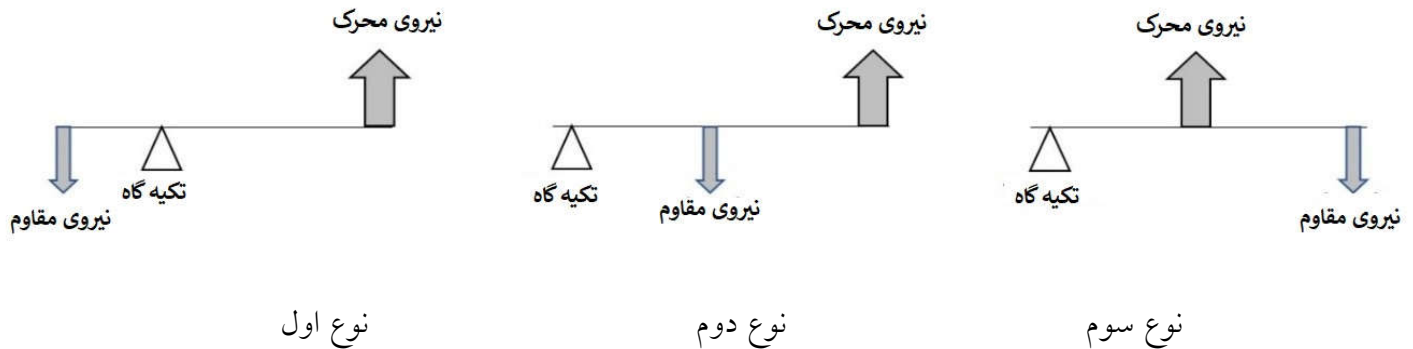 نیروی محرک
نیروی محرک
نیروی محرک
تکیه گاه
نیروی مقاوم
تکیه گاه
نیروی مقاوم
تکیه گاه
نیروی مقاوم
نوع سوم
نوع دوم
نوع اول